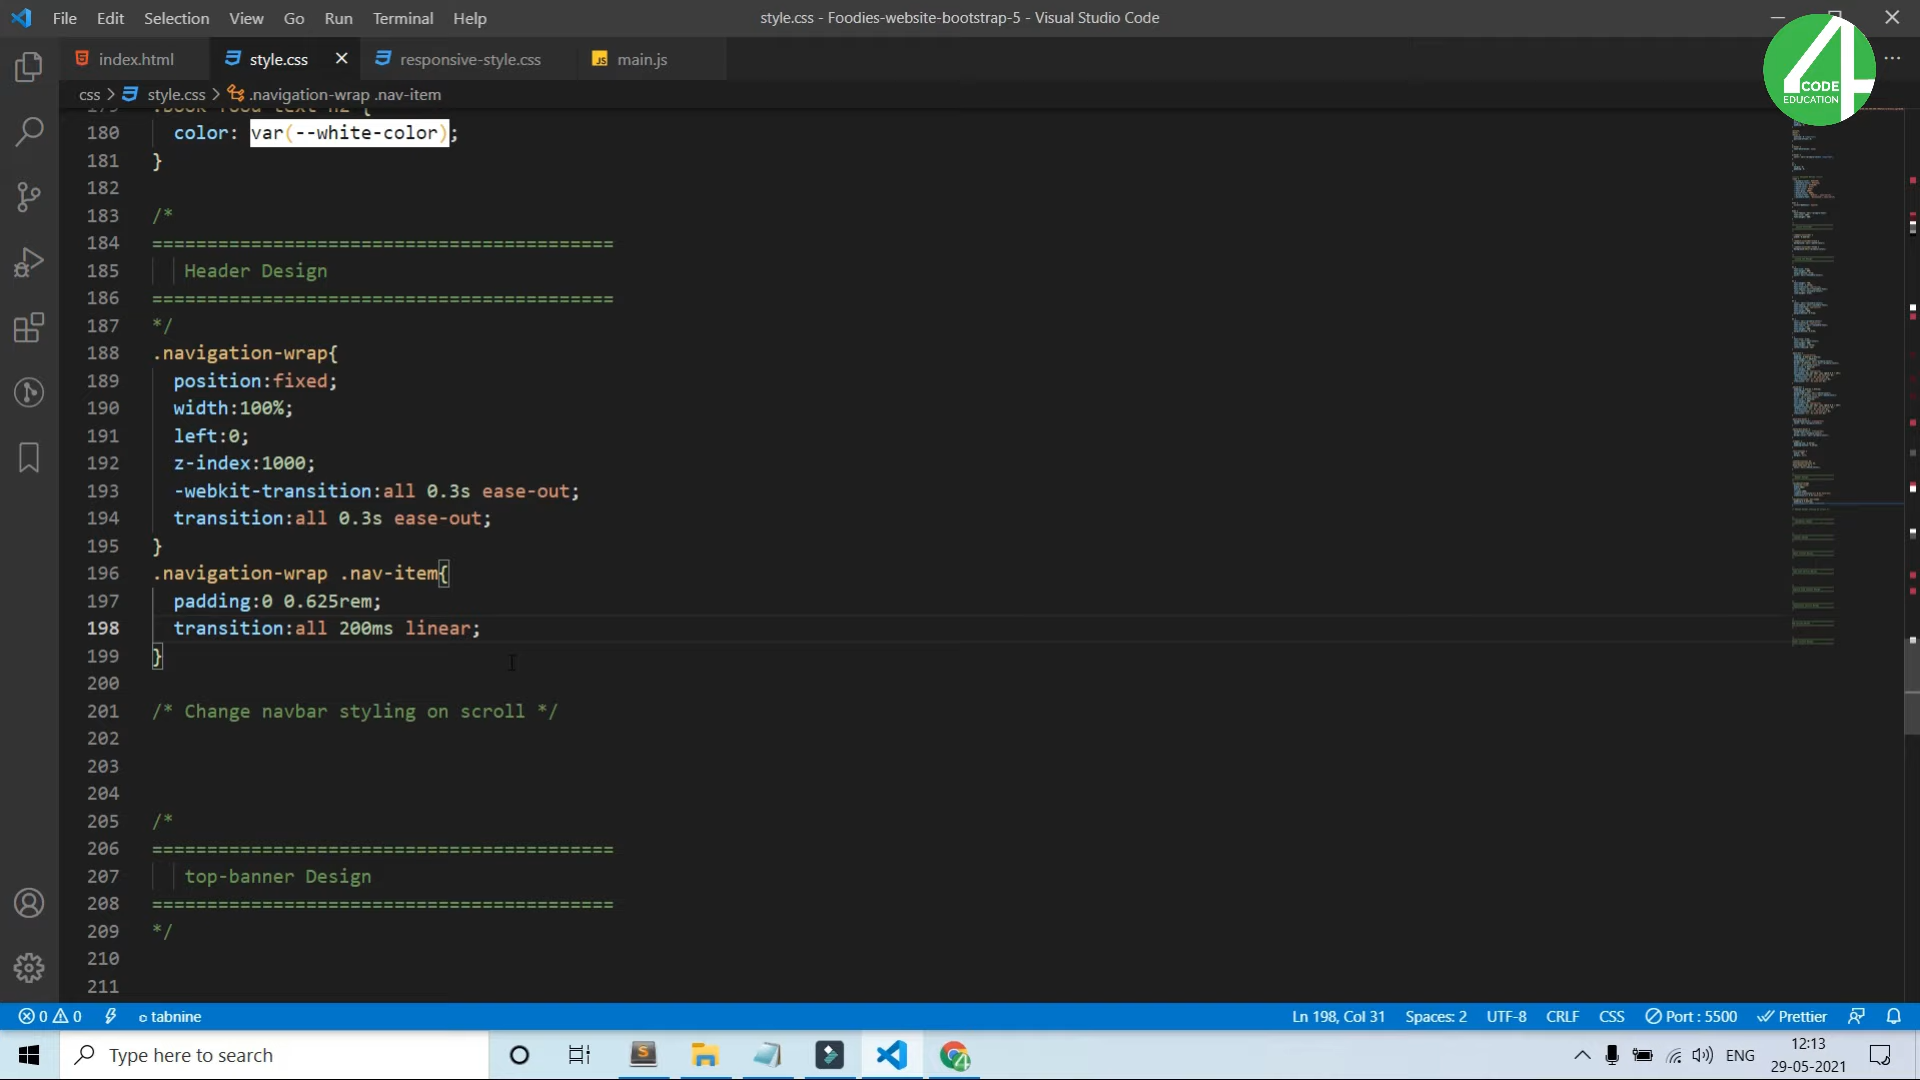 File Edit Selection View Go Run Terminal Help
style.css - Foodies-website-bootstrap-5 - Visual Studio Code
4
CODE
EDUCATION
index.html
style.css
responsive-style.css
JS main.js
css > style.css > .navigation-wrap .nav-item
180 color: var(--white-color);
181 }
182
183 /*
184 ==========================================
185 Header Design
186 ==========================================
187 */
188 .navigation-wrap{
189 position:fixed;
190 width:100%;
191 left:0;
192 z-index:1000;
193 -webkit-transition:all 0.3s ease-out;
194 transition:all 0.3s ease-out;
195 }
196 .navigation-wrap .nav-item{
197 padding:0 0.625rem;
198 transition:all 200ms linear;
199 }
200
201 /* Change navbar styling on scroll */
202
203
204
205 /*
206 ==========================================
207 top-banner Design
208 ==========================================
209 */
210
211
0 0 tabnine
Ln 198, Col 31 Spaces: 2 UTF-8 CRLF CSS Port : 5500 Prettier
Type here to search
ENG
12:13
29-05-2021